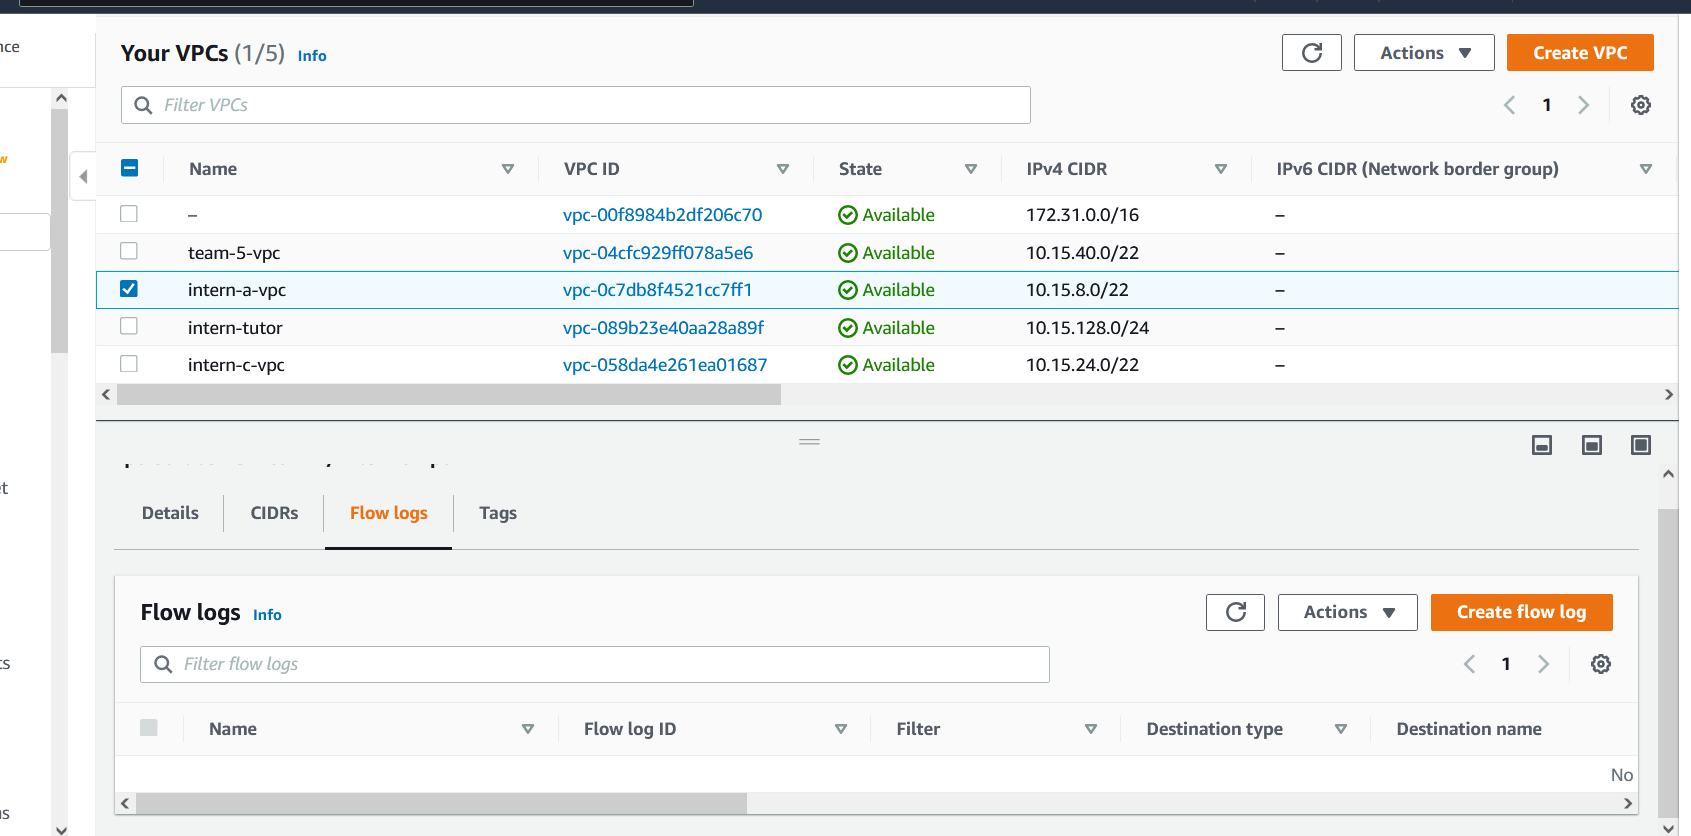 nce
Your VPCs (1/5) Info
Actions
Create VPC
Filter VPCs
1
w
Name
VPC ID
State
IPv4 CIDR
IPv6 CIDR (Network border group)
– vpc-00f8984b2df206c70 Available 172.31.0.0/16 –
team-5-vpc vpc-04cfc929ff078a5e6 Available 10.15.40.0/22 –
intern-a-vpc vpc-0c7db8f4521cc7ff1 Available 10.15.8.0/22 –
intern-tutor vpc-089b23e40aa28a89f Available 10.15.128.0/24 –
intern-c-vpc vpc-058da4e261ea01687 Available 10.15.24.0/22 –
et
Details
CIDRs
Flow logs
Tags
Flow logs Info
Actions
Create flow log
Filter flow logs
1
ts
Name
Flow log ID
Filter
Destination type
Destination name
No
ns